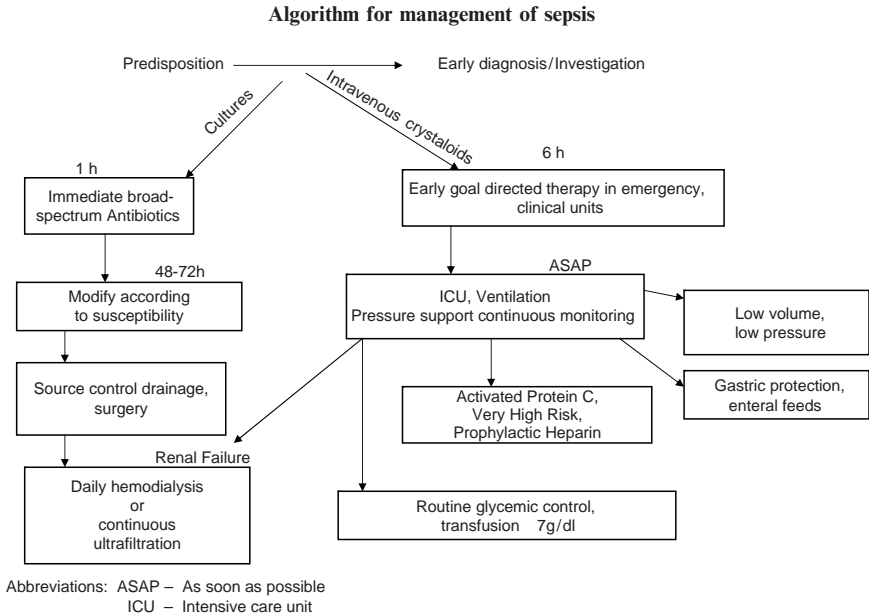 Algorithm for management of sepsis
Predisposition
Early diagnosis/Investigation
Cultures
Intravenous crystaloids
1 h
6 h
Immediate broad-
spectrum Antibiotics
Early goal directed therapy in emergency,
clinical units
48-72h
ASAP
Modify according
to susceptibility
ICU, Ventilation
Pressure support continuous monitoring
Low volume,
low pressure
Source control drainage,
surgery
Activated Protein C,
Very High Risk,
Prophylactic Heparin
Gastric protection,
enteral feeds
Renal Failure
Daily hemodialysis
or
continuous
ultrafiltration
Routine glycemic control,
transfusion 7g/dl
Abbreviations: ASAP – As soon as possible
ICU – Intensive care unit